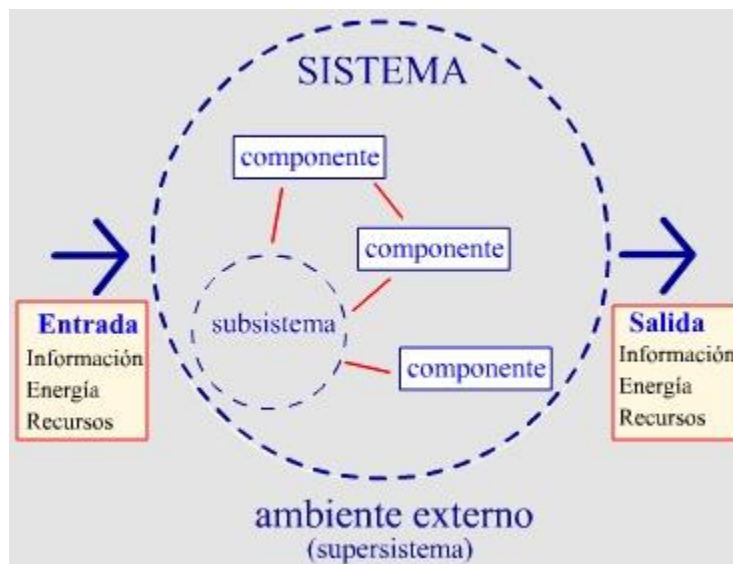 SISTEMA
componente
componente
subsistema
componente
Entrada
Información
Energía
Recursos
Salida
Información
Energía
Recursos
ambiente externo
(supersistema)